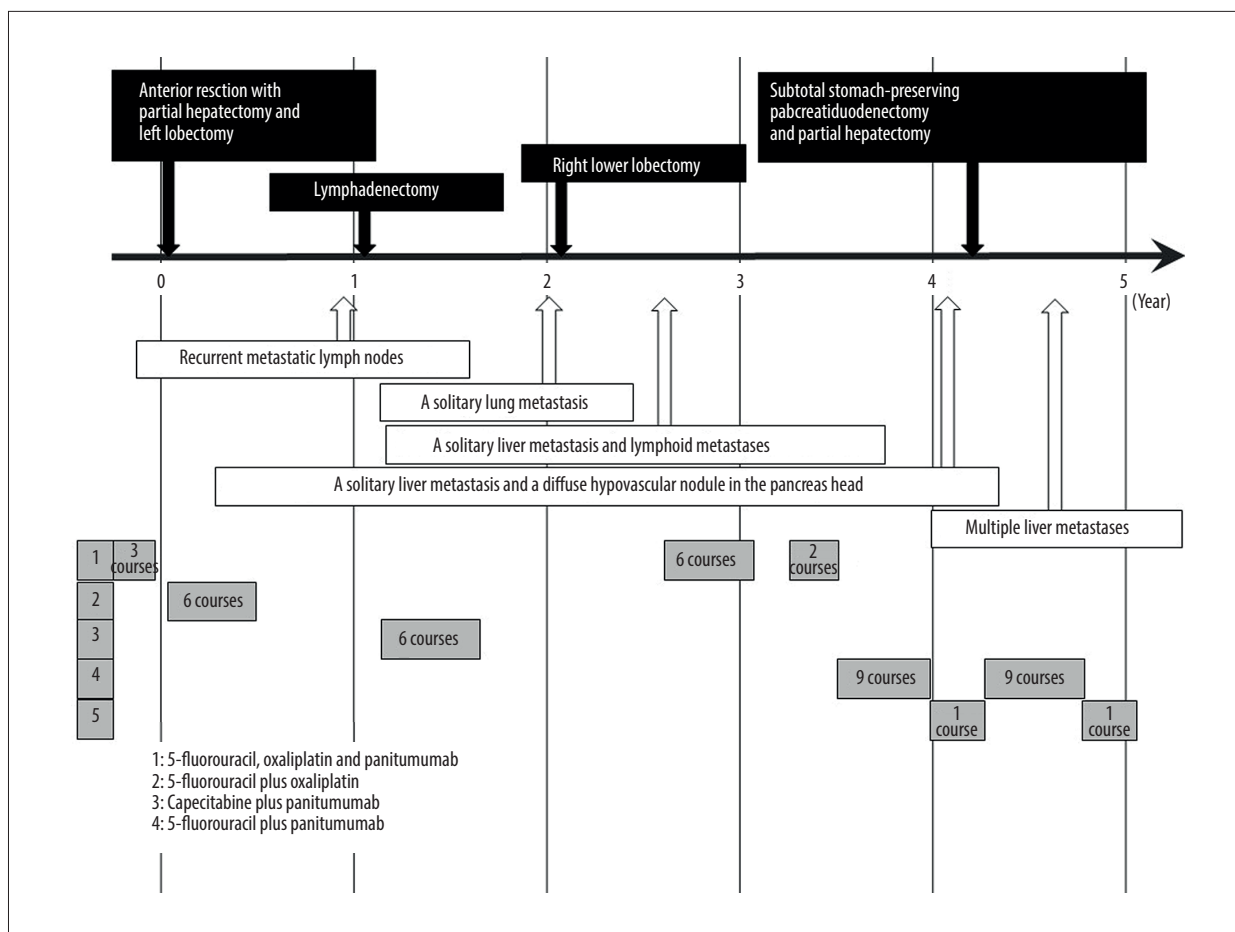 Anterior resction with
partial hepatectomy and
left lobectomy
Subtotal stomach-preserving
pabcreatiduodenectomy
and partial hepatectomy
Right lower lobectomy
Lymphadenectomy
0
1
2
3
4
5
(Year)
Recurrent metastatic lymph nodes
A solitary lung metastasis
A solitary liver metastasis and lymphoid metastases
A solitary liver metastasis and a diffuse hypovascular nodule in the pancreas head
Multiple liver metastases
1
3
courses
6 courses
2
courses
2
6 courses
3
6 courses
4
9 courses
9 courses
5
1
course
1
course
1: 5-fluorouracil, oxaliplatin and panitumumab
2: 5-fluorouracil plus oxaliplatin
3: Capecitabine plus panitumumab
4: 5-fluorouracil plus panitumumab